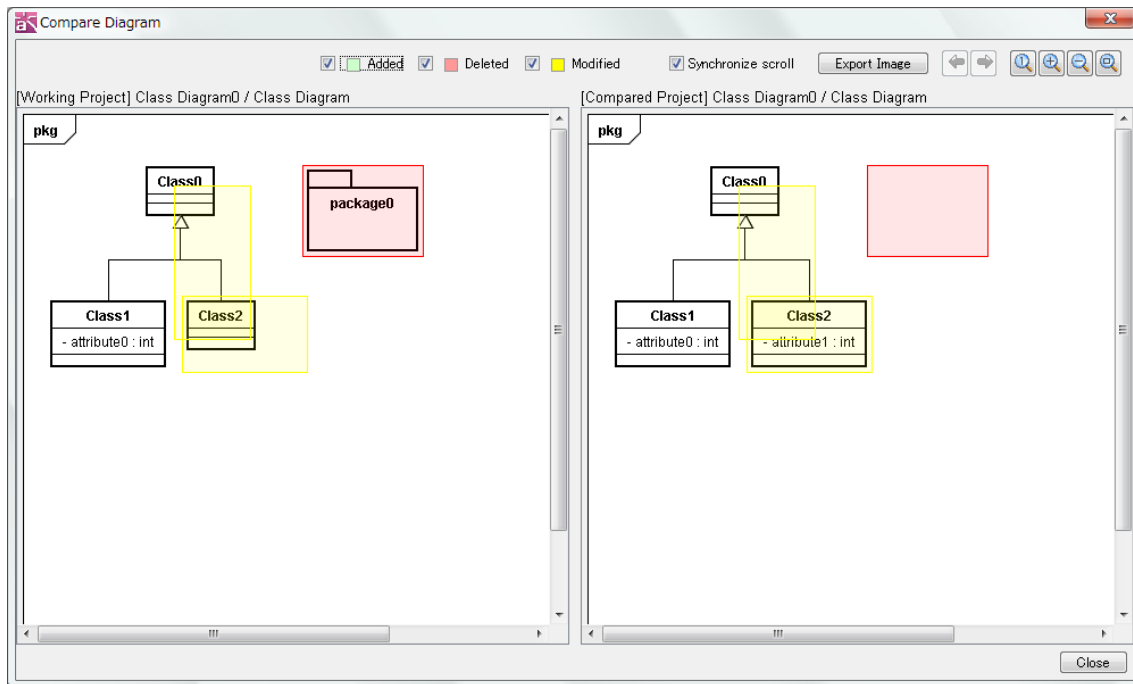 Compare Diagram
Added Deleted Modified Synchronize scroll Export Image
[Working Project] Class Diagram0 / Class Diagram
pkg
Class0
package0
Class1
- attribute0 : int
Class2
[Compared Project] Class Diagram0 / Class Diagram
pkg
Class0
Class1
- attribute0 : int
Class2
- attribute1 : int
Close